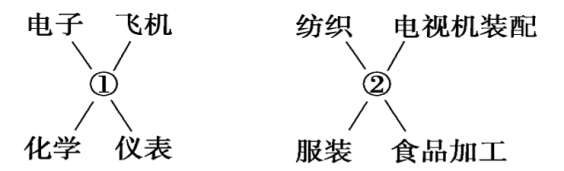 电子 飞机 纺织 电视机装配
① ②
化学 仪表 服装 食品加工